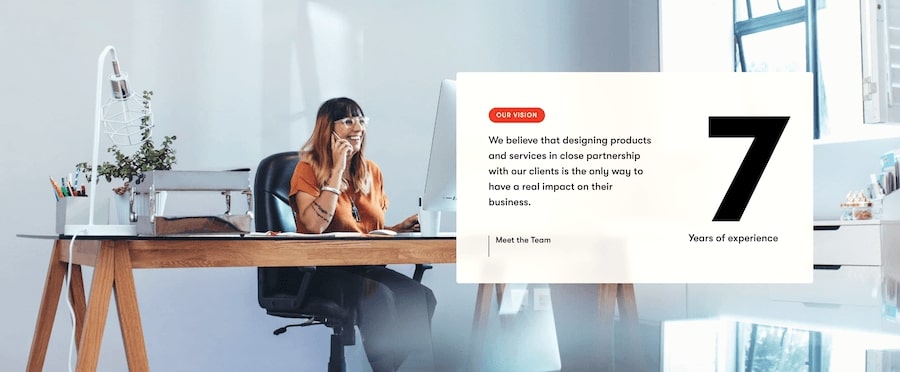 OUR VISION
We believe that designing products
and services in close partnership
with our clients is the only way to
have a real impact on their
business.
Meet the Team
7
Years of experience